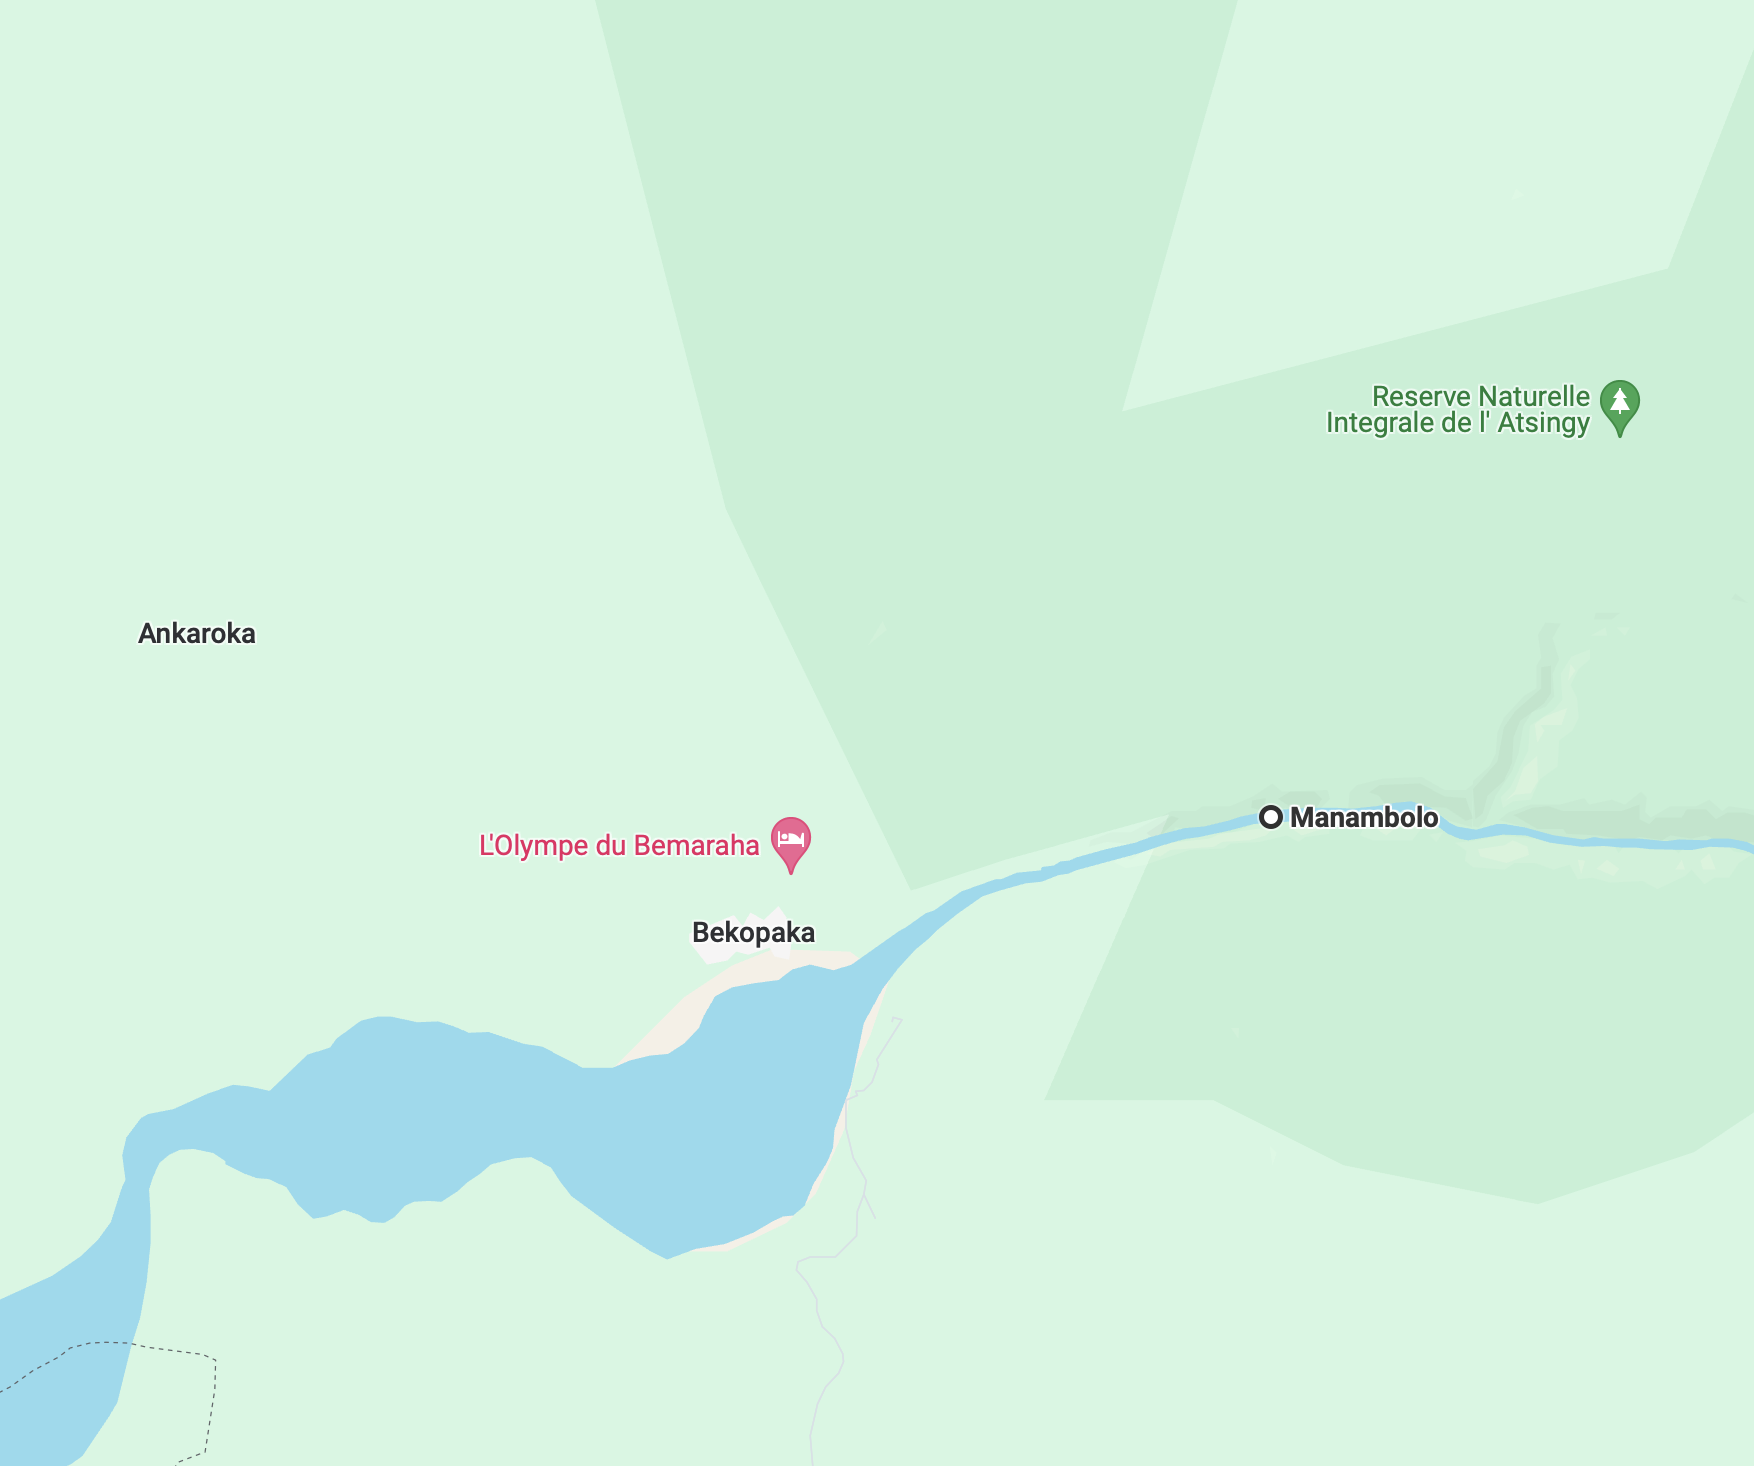 Reserve Naturelle
Integrale de l' Atsingy
Ankaroka
Manambolo
L'Olympe du Bemaraha
Bekopaka